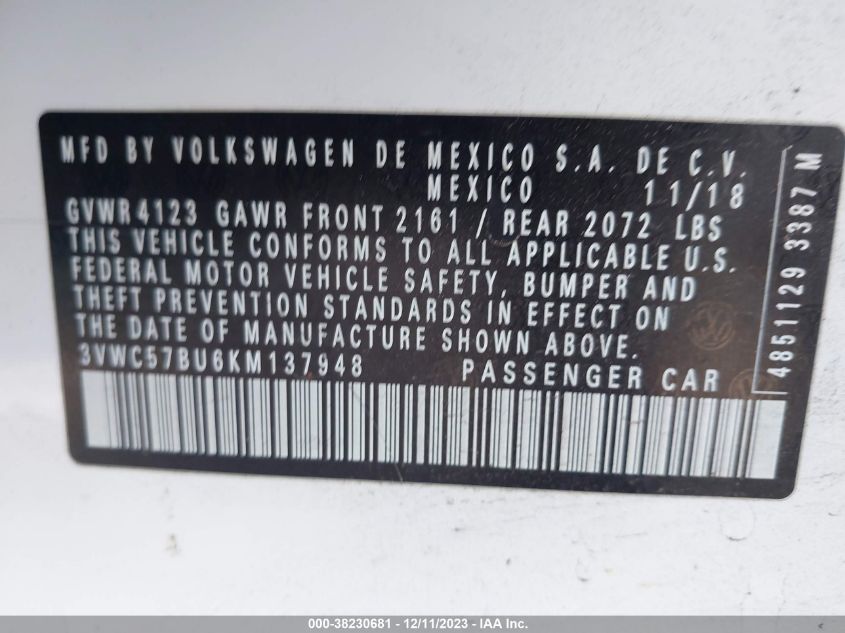 MFD BY VOLKSWAGEN DE MEXICO S.A. DE C.V.
MEXICO 11/18
GVWR 4123 GAWR FRONT 2161 / REAR 2072 LBS
THIS VEHICLE CONFORMS TO ALL APPLICABLE U.S.
FEDERAL MOTOR VEHICLE SAFETY, BUMPER AND
THEFT PREVENTION STANDARDS IN EFFECT ON
THE DATE OF MANUFACTURE SHOWN ABOVE.
3VWC57BU6KM137948 PASSENGER CAR
4851129 3387 M
000-38230681 - 12/11/2023 - © IAA, Inc.